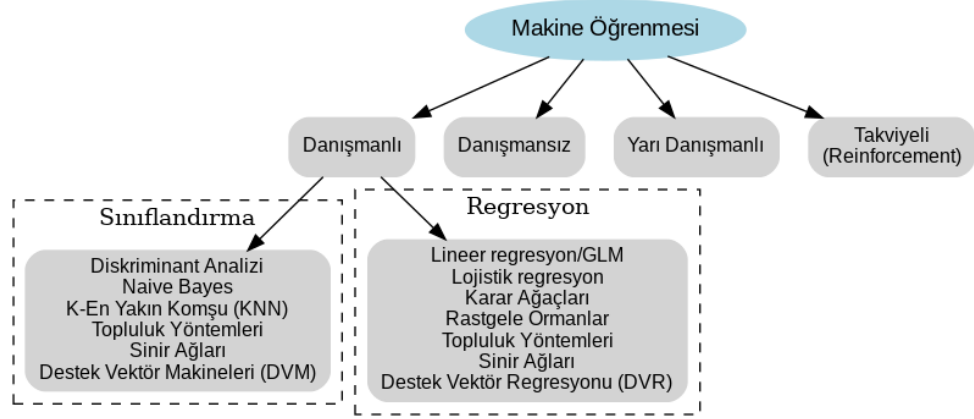 Makine Öğrenmesi
Danışmanlı
Danışmansız
Yarı Danışmanlı
Takviyeli
(Reinforcement)
Sınıflandırma
Diskriminant Analizi
Naive Bayes
K-En Yakın Komşu (KNN)
Topluluk Yöntemleri
Sinir Ağları
Destek Vektör Makineleri (DVM)
Regresyon
Lineer regresyon/GLM
Lojistik regresyon
Karar Ağaçları
Rastgele Ormanlar
Topluluk Yöntemleri
Sinir Ağları
Destek Vektör Regresyonu (DVR)